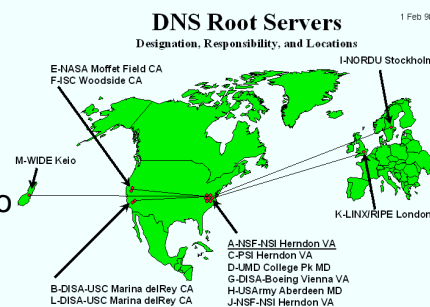 DNS Root Servers
1 Feb 98
Designation, Responsibility, and Locations
I-NORDU Stockholm
E-NASA Moffet Field CA
F-ISC Woodside CA
M-WIDE Keio
K-LINX/RIPE London
A-NSF-NSI Herndon VA
C-PSI Herndon VA
D-UMD College Pk MD
G-DISA-Boeing Vienna VA
H-USArmy Aberdeen MD
J-NSF-NSI Herndon VA
B-DISA-USC Marina delRey CA
L-DISA-USC Marina delRey CA